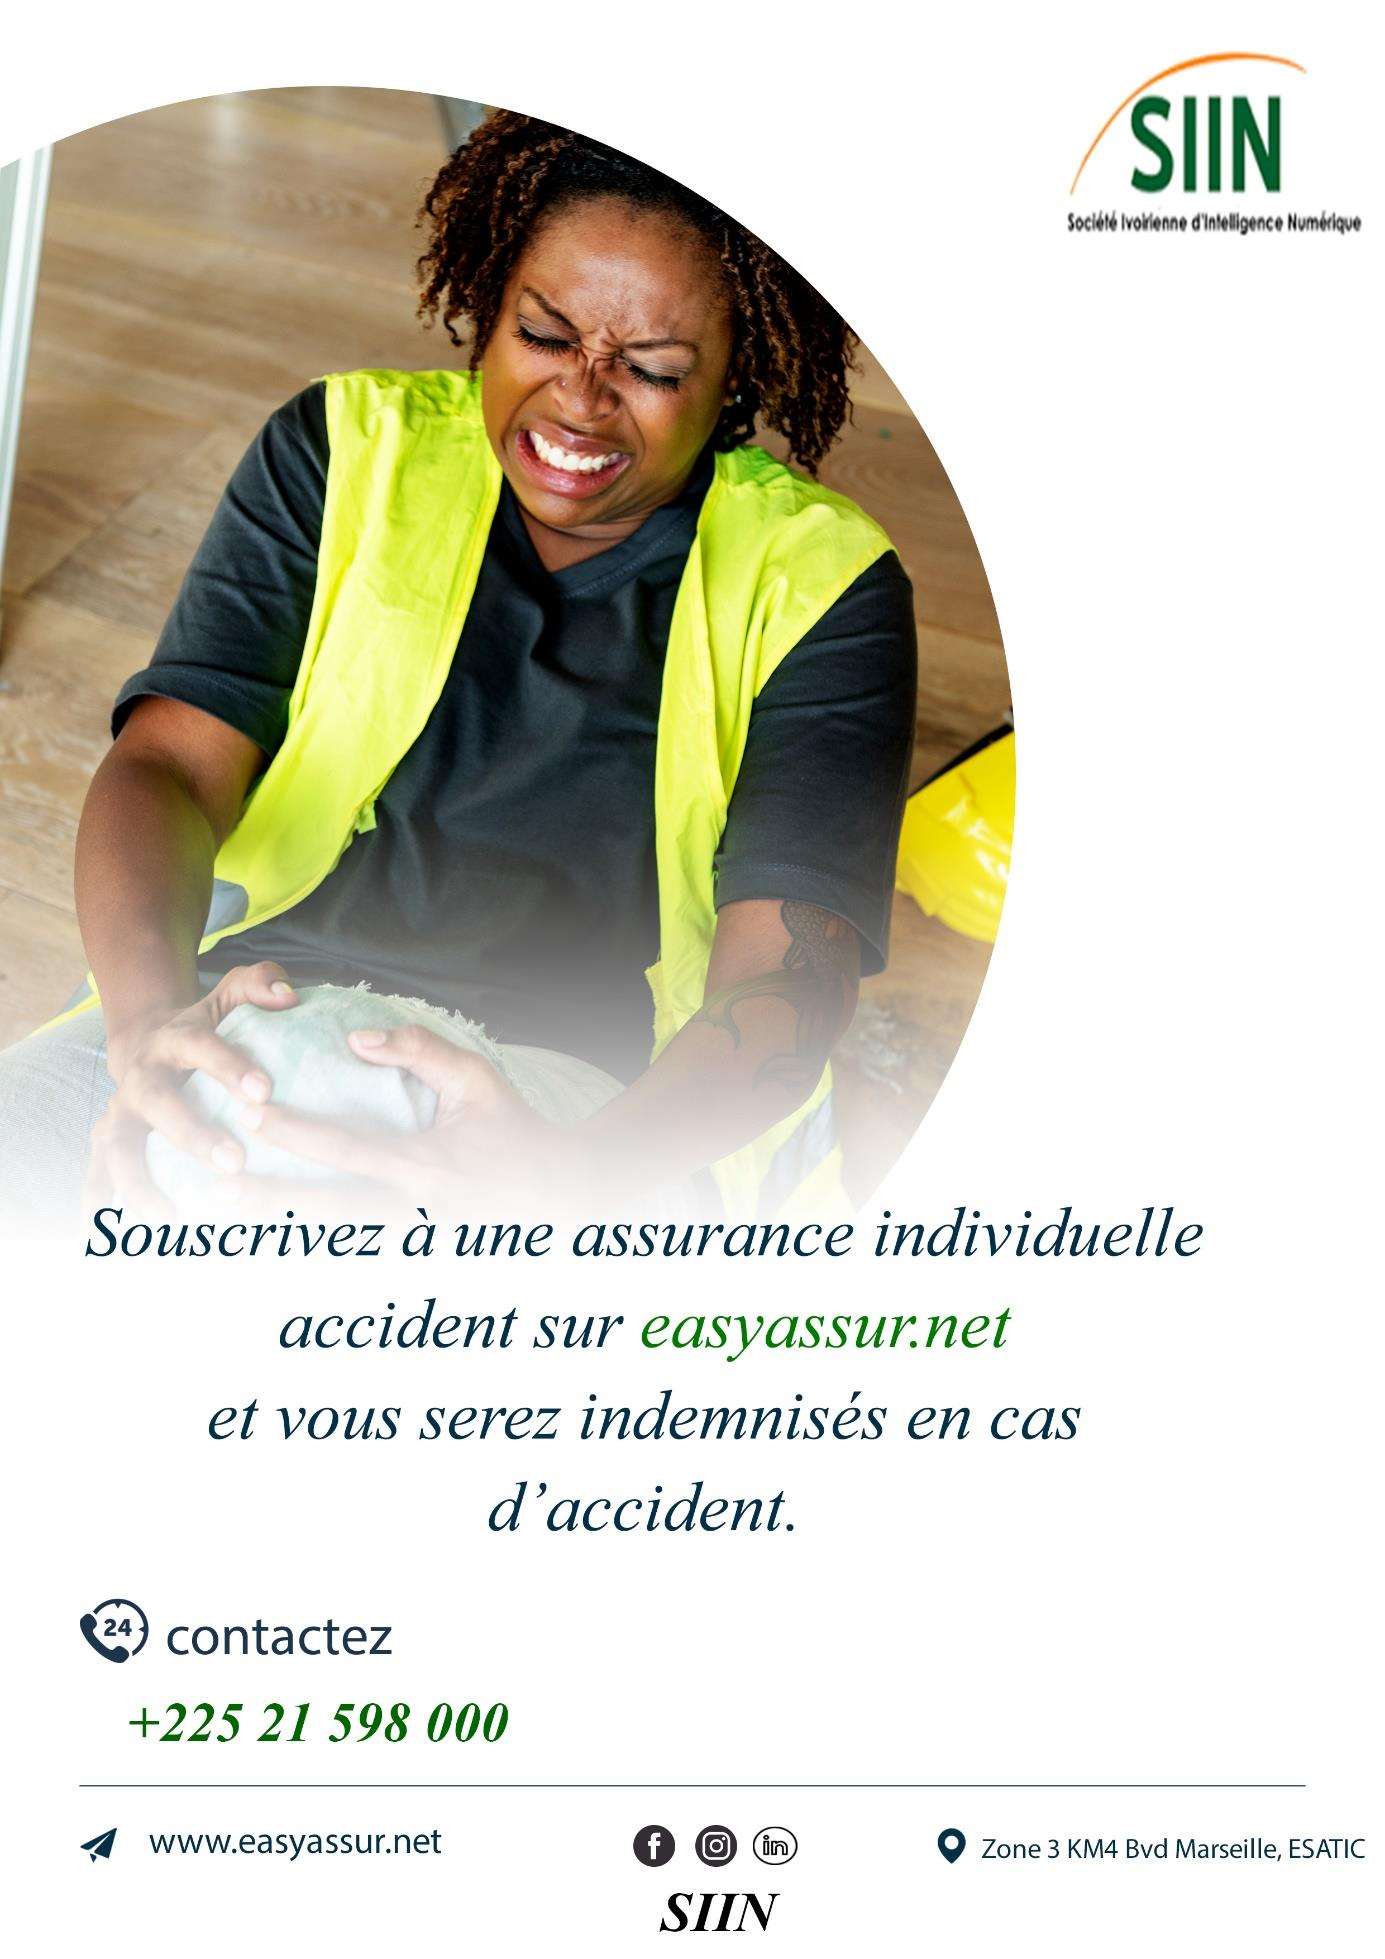 SIIN
Société Ivoirienne d'Intelligence Numérique
Souscrivez à une assurance individuelle
accident sur easyassur.net
et vous serez indemnisés en cas
d’accident.
24 contactez
+225 21 598 000
www.easyassur.net
f in
Zone 3 KM4 Bvd Marseille, ESATIC
SIIN